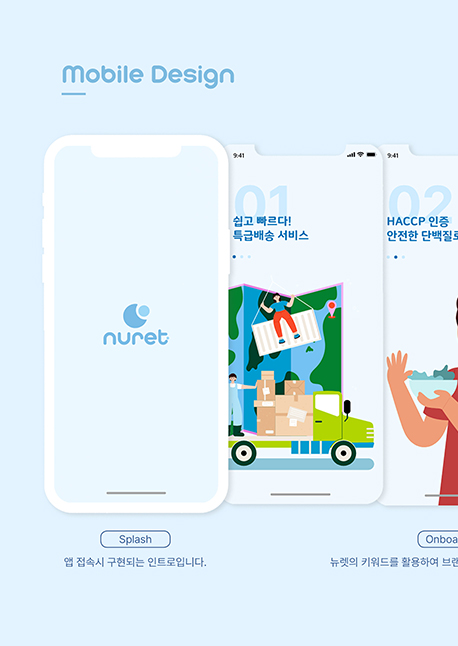 Mobile Design
9:41
01
쉽고 빠르다!
특급배송 서비스
9:41
02
HACCP 인증
안전한 단백질로
nuret
Splash
앱 접속시 구현되는 인트로입니다.
Onboa
뉴렛의 키워드를 활용하여 브랜